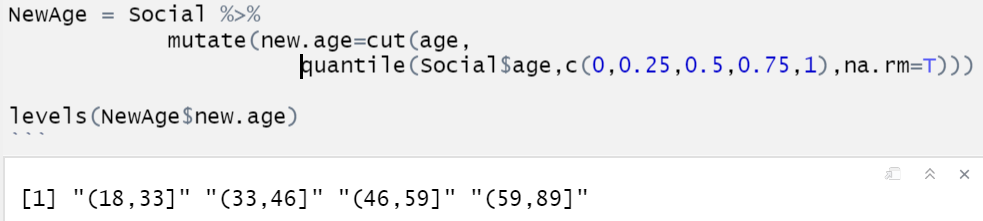 NewAge = Social %>%
mutate(new.age=cut(age,
quantile(Social$age,c(0,0.25,0.5,0.75,1),na.rm=T)))
levels(NewAge$new.age)
```
[1] "(18,33]" "(33,46]" "(46,59]" "(59,89]"